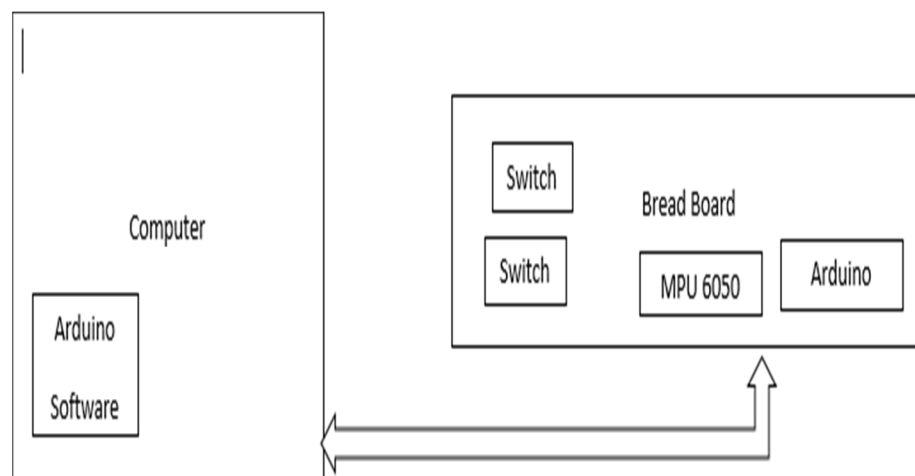 Computer
Arduino
Software
Switch
Switch
Bread Board
MPU 6050
Arduino